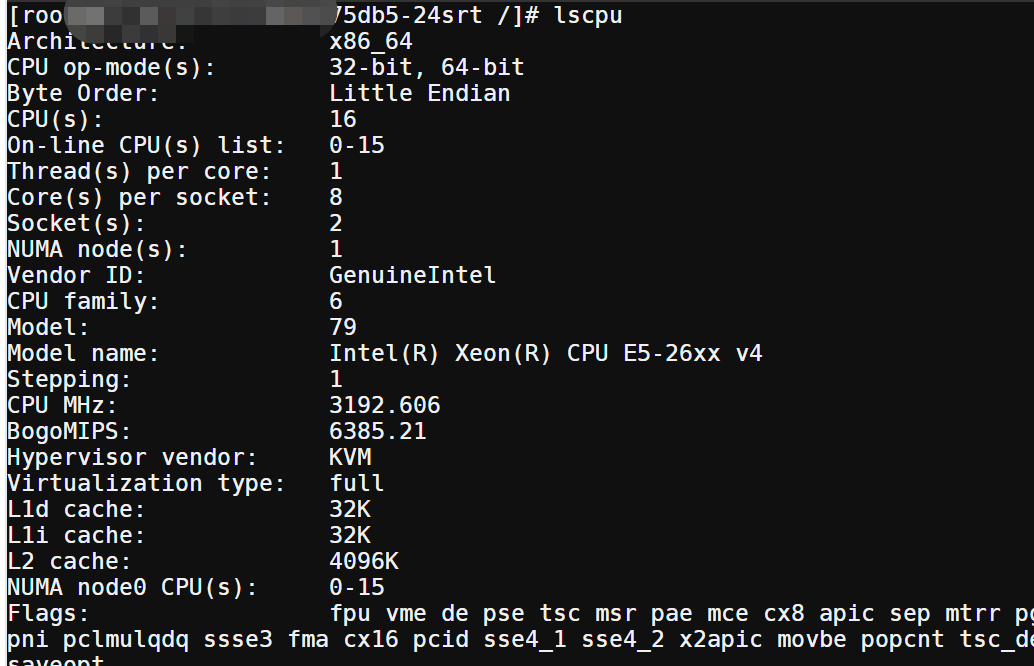 [roo 75db5-24srt /]# lscpu
Architecture: x86_64
CPU op-mode(s): 32-bit, 64-bit
Byte Order: Little Endian
CPU(s): 16
On-line CPU(s) list: 0-15
Thread(s) per core: 1
Core(s) per socket: 8
Socket(s): 2
NUMA node(s): 1
Vendor ID: GenuineIntel
CPU family: 6
Model: 79
Model name: Intel(R) Xeon(R) CPU E5-26xx v4
Stepping: 1
CPU MHz: 3192.606
BogoMIPS: 6385.21
Hypervisor vendor: KVM
Virtualization type: full
L1d cache: 32K
L1i cache: 32K
L2 cache: 4096K
NUMA node0 CPU(s): 0-15
Flags: fpu vme de pse tsc msr pae mce cx8 apic sep mtrr pg
pni pclmulqdq ssse3 fma cx16 pcid sse4_1 sse4_2 x2apic movbe popcnt tsc_de
saveopt